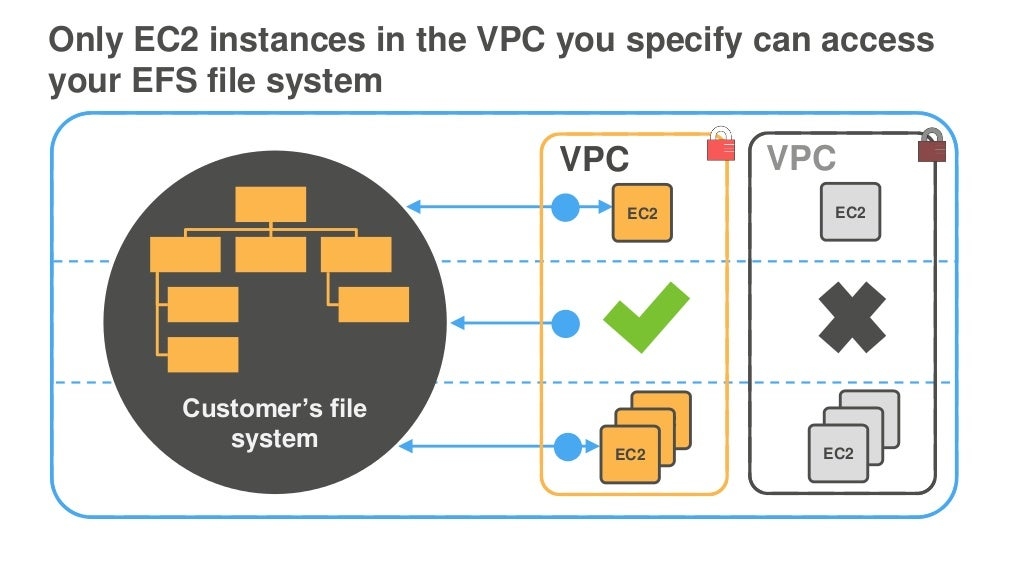 Only EC2 instances in the VPC you specify can access
your EFS file system
VPC
VPC
EC2
EC2
Customer’s file
system
EC2
EC2